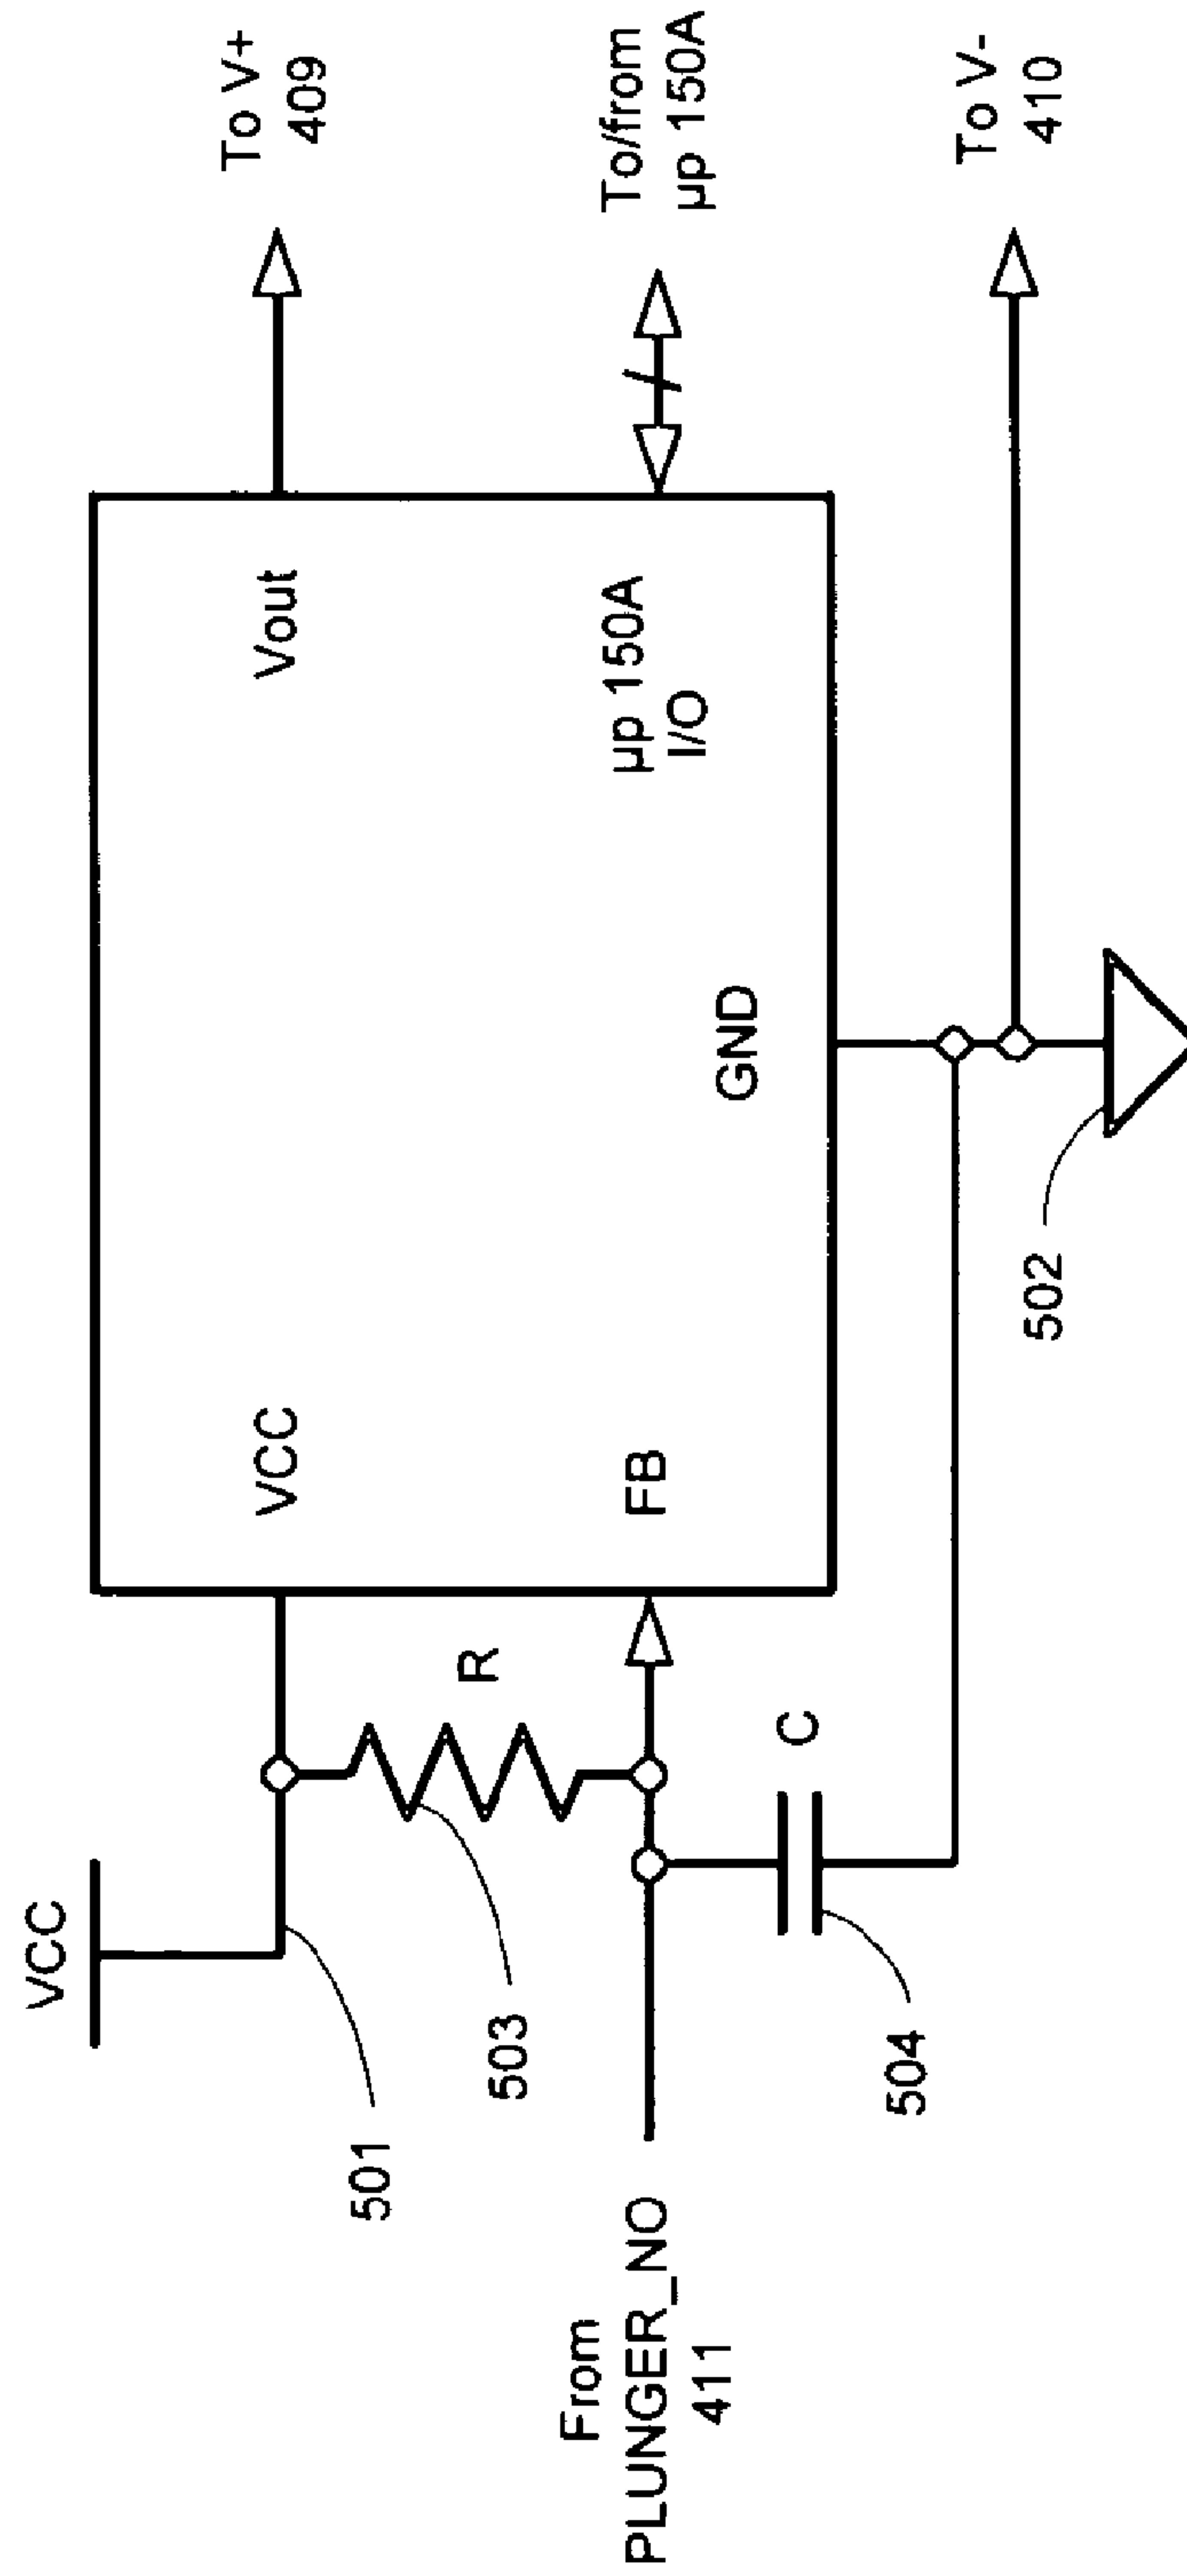 VCC
501
503
R
From
PLUNGER_NO
411
504
C
VCC
Vout
FB
µp 150A
I/O
GND
502
To V+
409
To/from
µp 150A
To V-
410